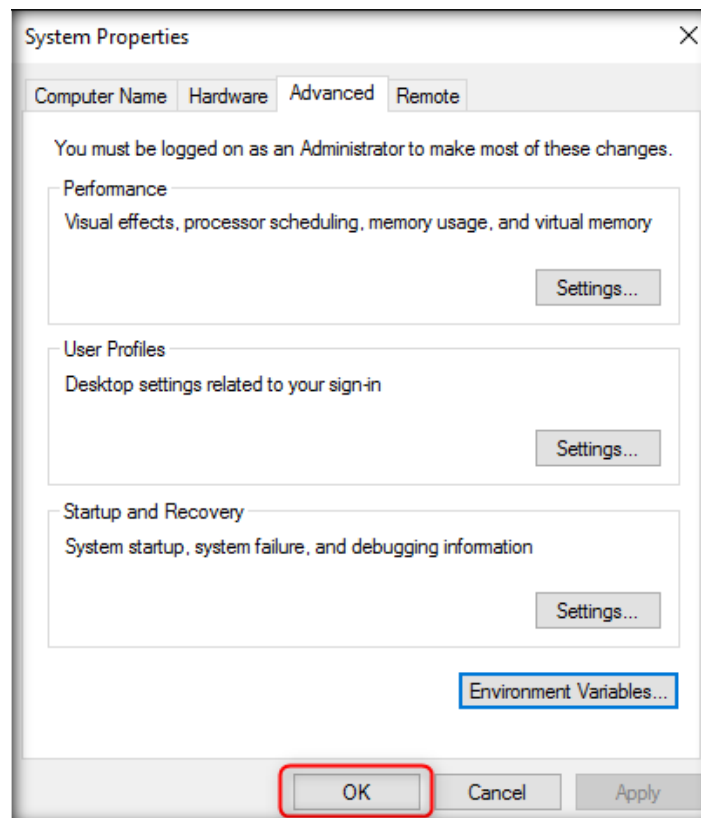 System Properties
Computer Name Hardware Advanced Remote
You must be logged on as an Administrator to make most of these changes.
Performance
Visual effects, processor scheduling, memory usage, and virtual memory
Settings...
User Profiles
Desktop settings related to your sign-in
Settings...
Startup and Recovery
System startup, system failure, and debugging information
Settings...
Environment Variables...
OK Cancel Apply